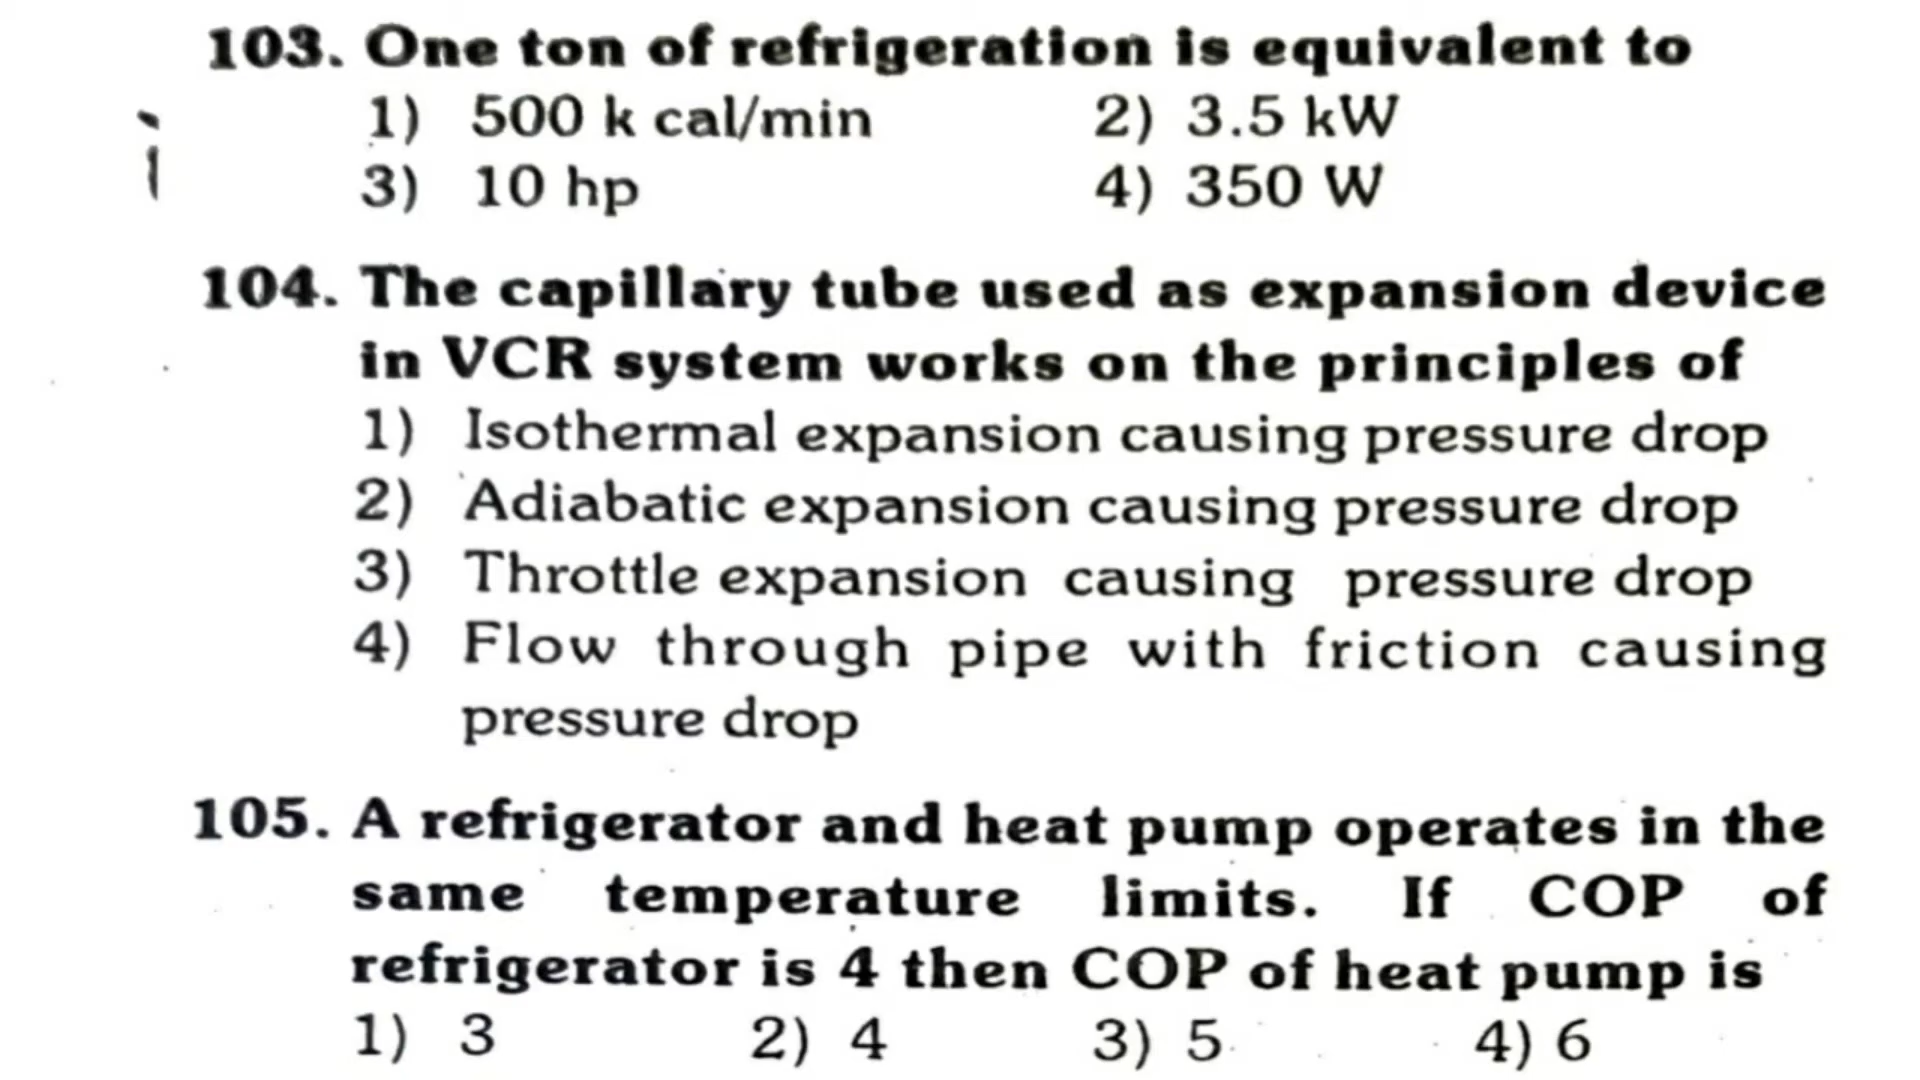 103. One ton of refrigeration is equivalent to
1) 500 k cal/min 2) 3.5 kW
3) 10 hp 4) 350 W
104. The capillary tube used as expansion device
in VCR system works on the principles of
1) Isothermal expansion causing pressure drop
2) Adiabatic expansion causing pressure drop
3) Throttle expansion causing pressure drop
4) Flow through pipe with friction causing
pressure drop
105. A refrigerator and heat pump operates in the
same temperature limits. If COP of
refrigerator is 4 then COP of heat pump is
1) 3 2) 4 3) 5 4) 6